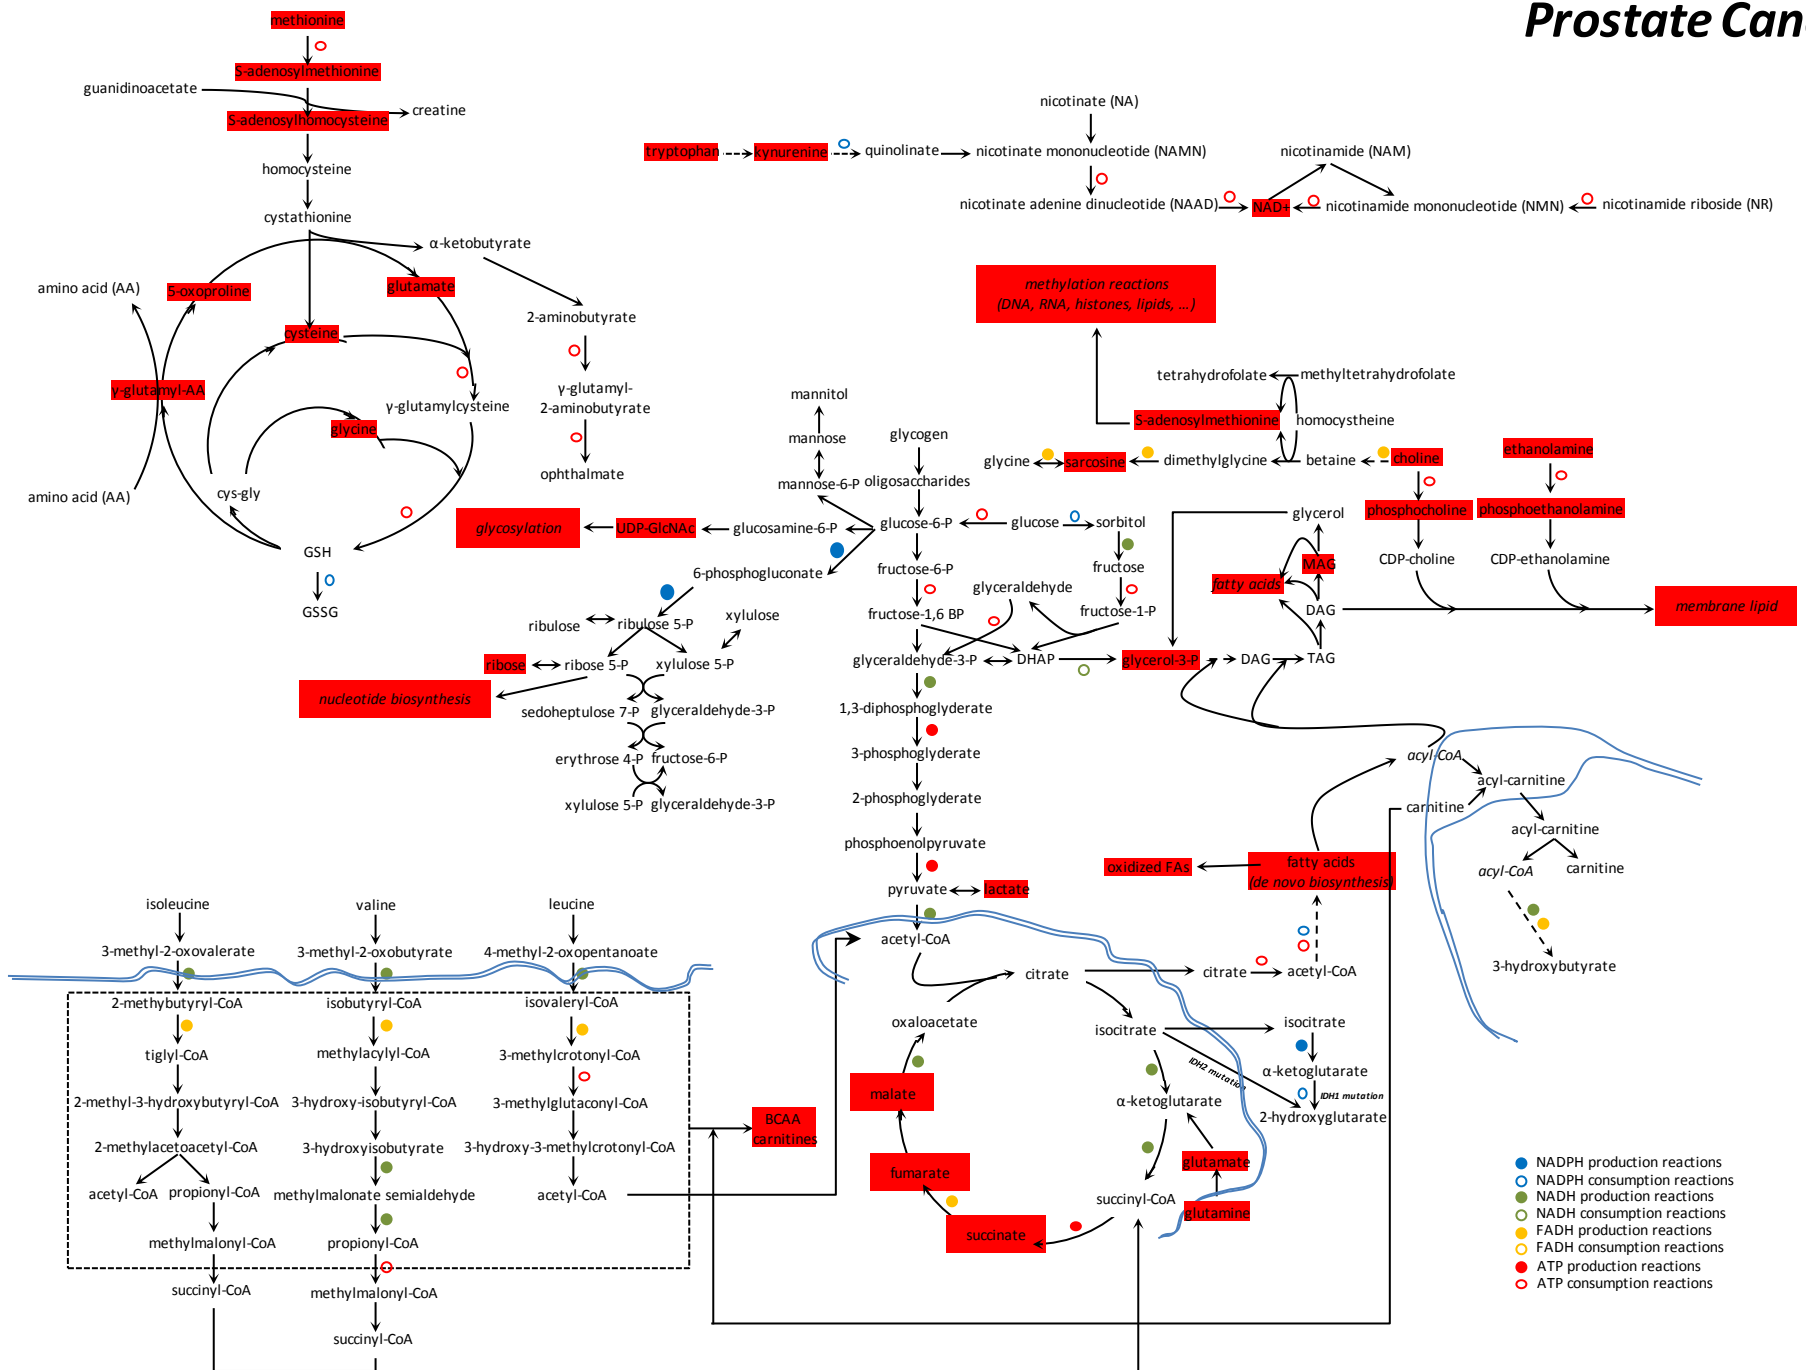 Prostate Can
methionine
S-adenosylmethionine
guanidinoacetate
creatine
S-adenosylhomocysteine
homocysteine
cystathionine
α-ketobutyrate
amino acid (AA)
5-oxoproline
glutamate
2-aminobutyrate
cysteine
γ-glutamyl-AA
γ-glutamyl-
2-aminobutyrate
γ-glutamylcysteine
glycine
ophthalmate
amino acid (AA)
cys-gly
GSH
GSSG
nicotinate (NA)
tryptophan
kynurenine
quinolinate
nicotinate mononucleotide (NAMN)
nicotinamide (NAM)
nicotinate adenine dinucleotide (NAAD)
NAD+
nicotinamide mononucleotide (NMN)
nicotinamide riboside (NR)
methylation reactions
(DNA, RNA, histones, lipids, ...)
tetrahydrofolate
methyltetrahydrofolate
S-adenosylmethionine
homocystheine
glycine
sarcosine
dimethylglycine
betaine
choline
ethanolamine
phosphocholine
phosphoethanolamine
CDP-choline
CDP-ethanolamine
membrane lipid
mannitol
mannose
mannose-6-P
glycogen
oligosaccharides
glycosylation
UDP-GlcNAc
glucosamine-6-P
glucose-6-P
glucose
sorbitol
glycerol
MAG
fatty acids
DAG
6-phosphogluconate
fructose-6-P
glyceraldehyde
fructose
fructose-1,6 BP
fructose-1-P
ribulose
ribulose 5-P
xylulose
ribose
ribose 5-P
xylulose 5-P
glyceraldehyde-3-P
DHAP
glycerol-3-P
DAG
TAG
nucleotide biosynthesis
sedoheptulose 7-P
glyceraldehyde-3-P
1,3-diphosphoglyderate
erythrose 4-P
fructose-6-P
3-phosphoglyderate
xylulose 5-P
glyceraldehyde-3-P
2-phosphoglyderate
phosphoenolpyruvate
pyruvate
lactate
acetyl-CoA
acyl-CoA
acyl-carnitine
carnitine
acyl-carnitine
acyl-CoA
carnitine
3-hydroxybutyrate
oxidized FAs
fatty acids
(de novo biosynthesis)
isoleucine
valine
leucine
3-methyl-2-oxovalerate
3-methyl-2-oxobutyrate
4-methyl-2-oxopentanoate
2-methybutyryl-CoA
isobutyryl-CoA
isovaleryl-CoA
tiglyl-CoA
methylacylyl-CoA
3-methylcrotonyl-CoA
2-methyl-3-hydroxybutyryl-CoA
3-hydroxy-isobutyryl-CoA
3-methylglutaconyl-CoA
2-methylacetoacetyl-CoA
3-hydroxyisobutyrate
3-hydroxy-3-methylcrotonyl-CoA
acetyl-CoA
propionyl-CoA
methylmalonate semialdehyde
acetyl-CoA
methylmalonyl-CoA
propionyl-CoA
succinyl-CoA
methylmalonyl-CoA
succinyl-CoA
BCAA
carnitines
citrate
citrate
acetyl-CoA
oxaloacetate
isocitrate
isocitrate
IDH2 mutation
α-ketoglutarate
IDH1 mutation
2-hydroxyglutarate
malate
α-ketoglutarate
fumarate
glutamate
succinyl-CoA
glutamine
succinate
NADPH production reactions
NADPH consumption reactions
NADH production reactions
NADH consumption reactions
FADH production reactions
FADH consumption reactions
ATP production reactions
ATP consumption reactions